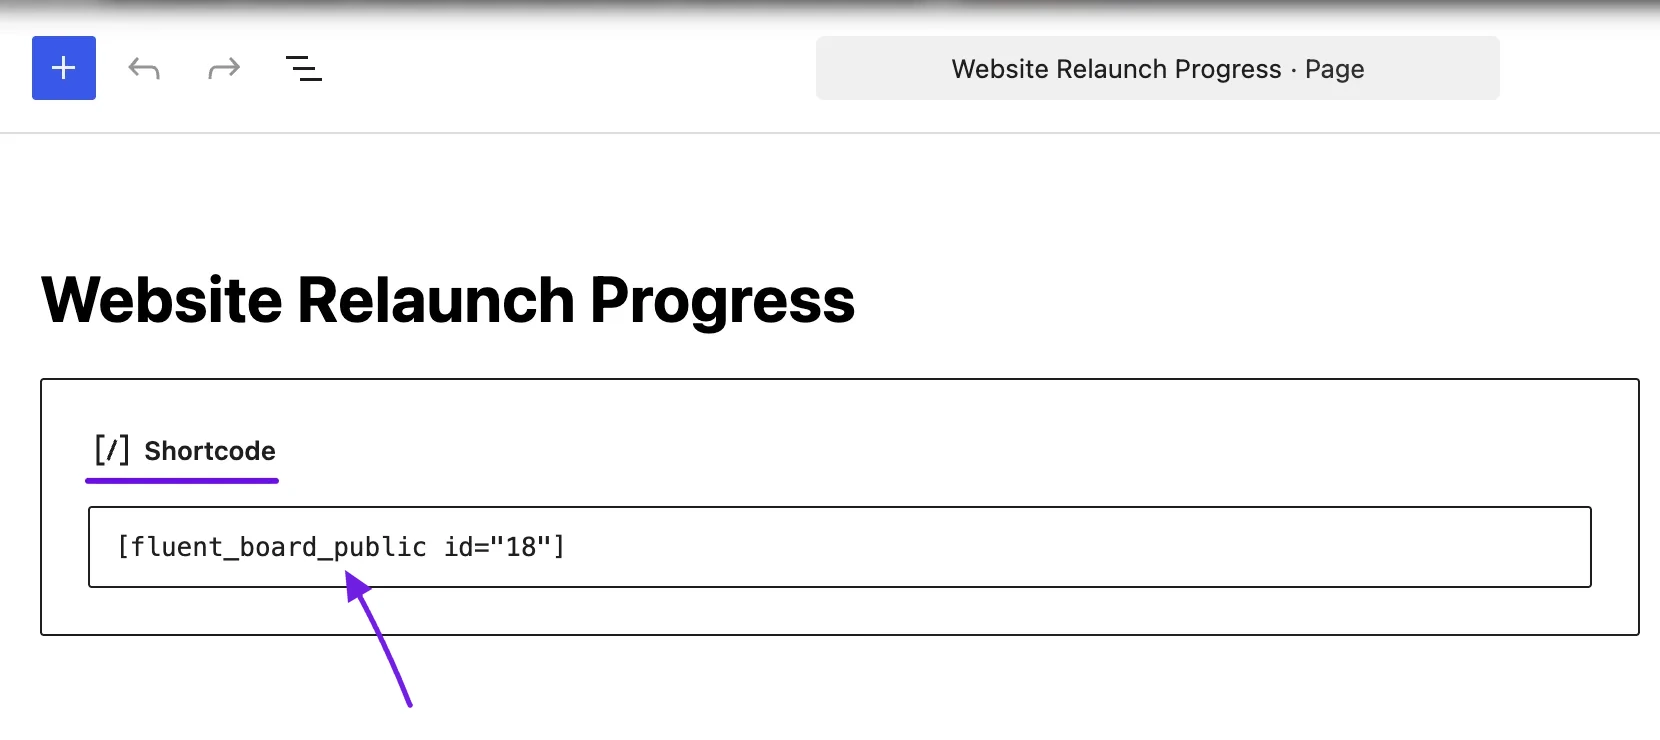 Website Relaunch Progress · Page
Website Relaunch Progress
[/] Shortcode
[fluent_board_public id="18"]